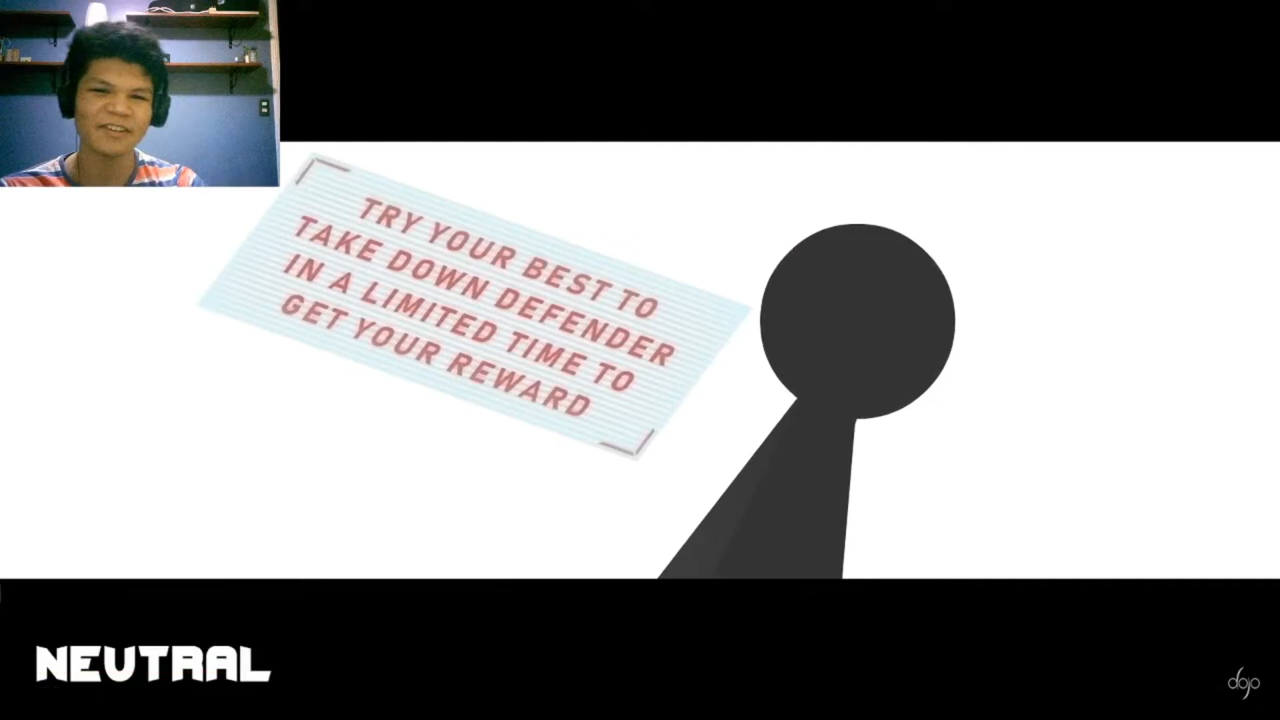 TRY YOUR BEST TO
TAKE DOWN DEFENDER
IN A LIMITED TIME TO
GET YOUR REWARD
NEUTRAL
dojo